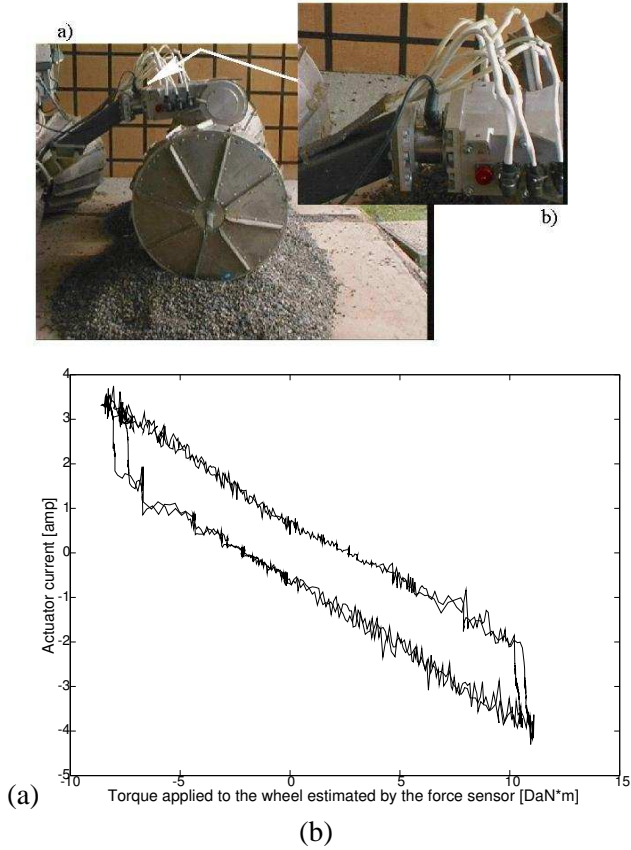 a)
b)
4
3
2
1
0
-1
-2
-3
-4
-5
Actuator current [amp]
-10 -5 0 5 10 15
(a) Torque applied to the wheel estimated by the force sensor [DaN*m]
(b)